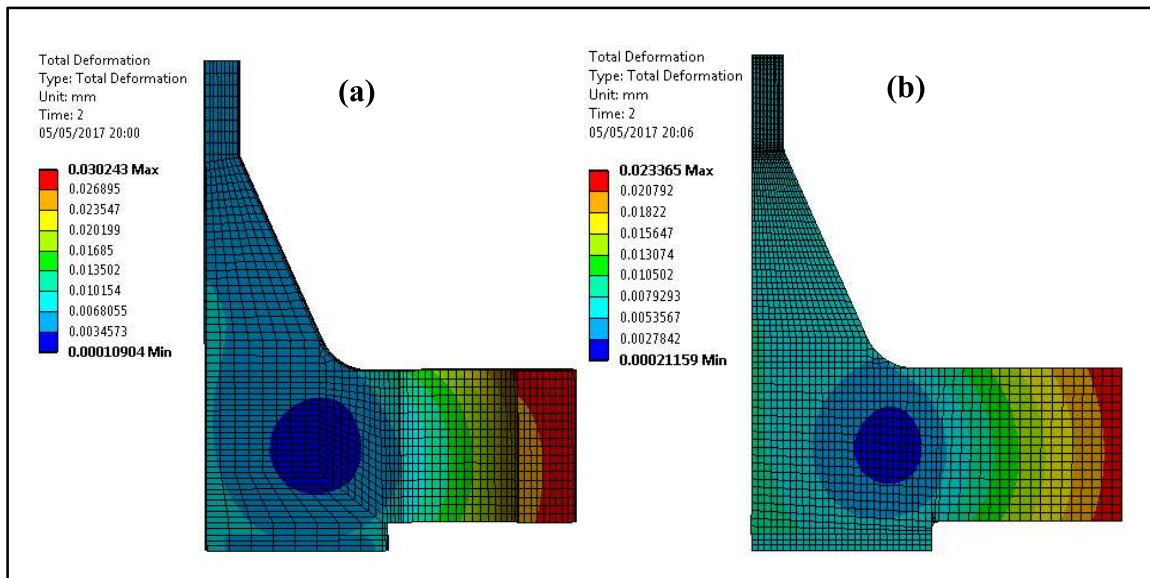 Total Deformation
Type: Total Deformation
Unit: mm
Time: 2
05/05/2017 20:00
(a)
0.030243 Max
0.026895
0.023547
0.020199
0.01685
0.013502
0.010154
0.0068055
0.0034573
0.00010904 Min
Total Deformation
Type: Total Deformation
Unit: mm
Time: 2
05/05/2017 20:06
(b)
0.023365 Max
0.020792
0.01822
0.015647
0.013074
0.010502
0.0079293
0.0053567
0.0027842
0.00021159 Min